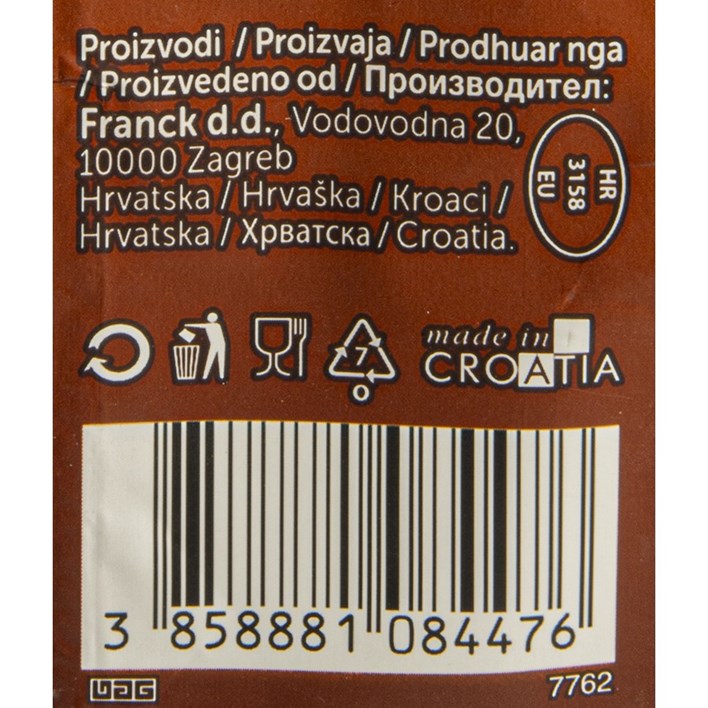 Proizvodi / Proizvaja / Prodhuar nga
/ Proizvedeno od / Производител:
Franck d.d., Vodovodna 20,
10000 Zagreb
Hrvatska / Hrvaška / Kroaci /
Hrvatska / Хрватска / Croatia.
HR
3158
EU
7
O
made in
CROATIA
3 858881 084476
7762